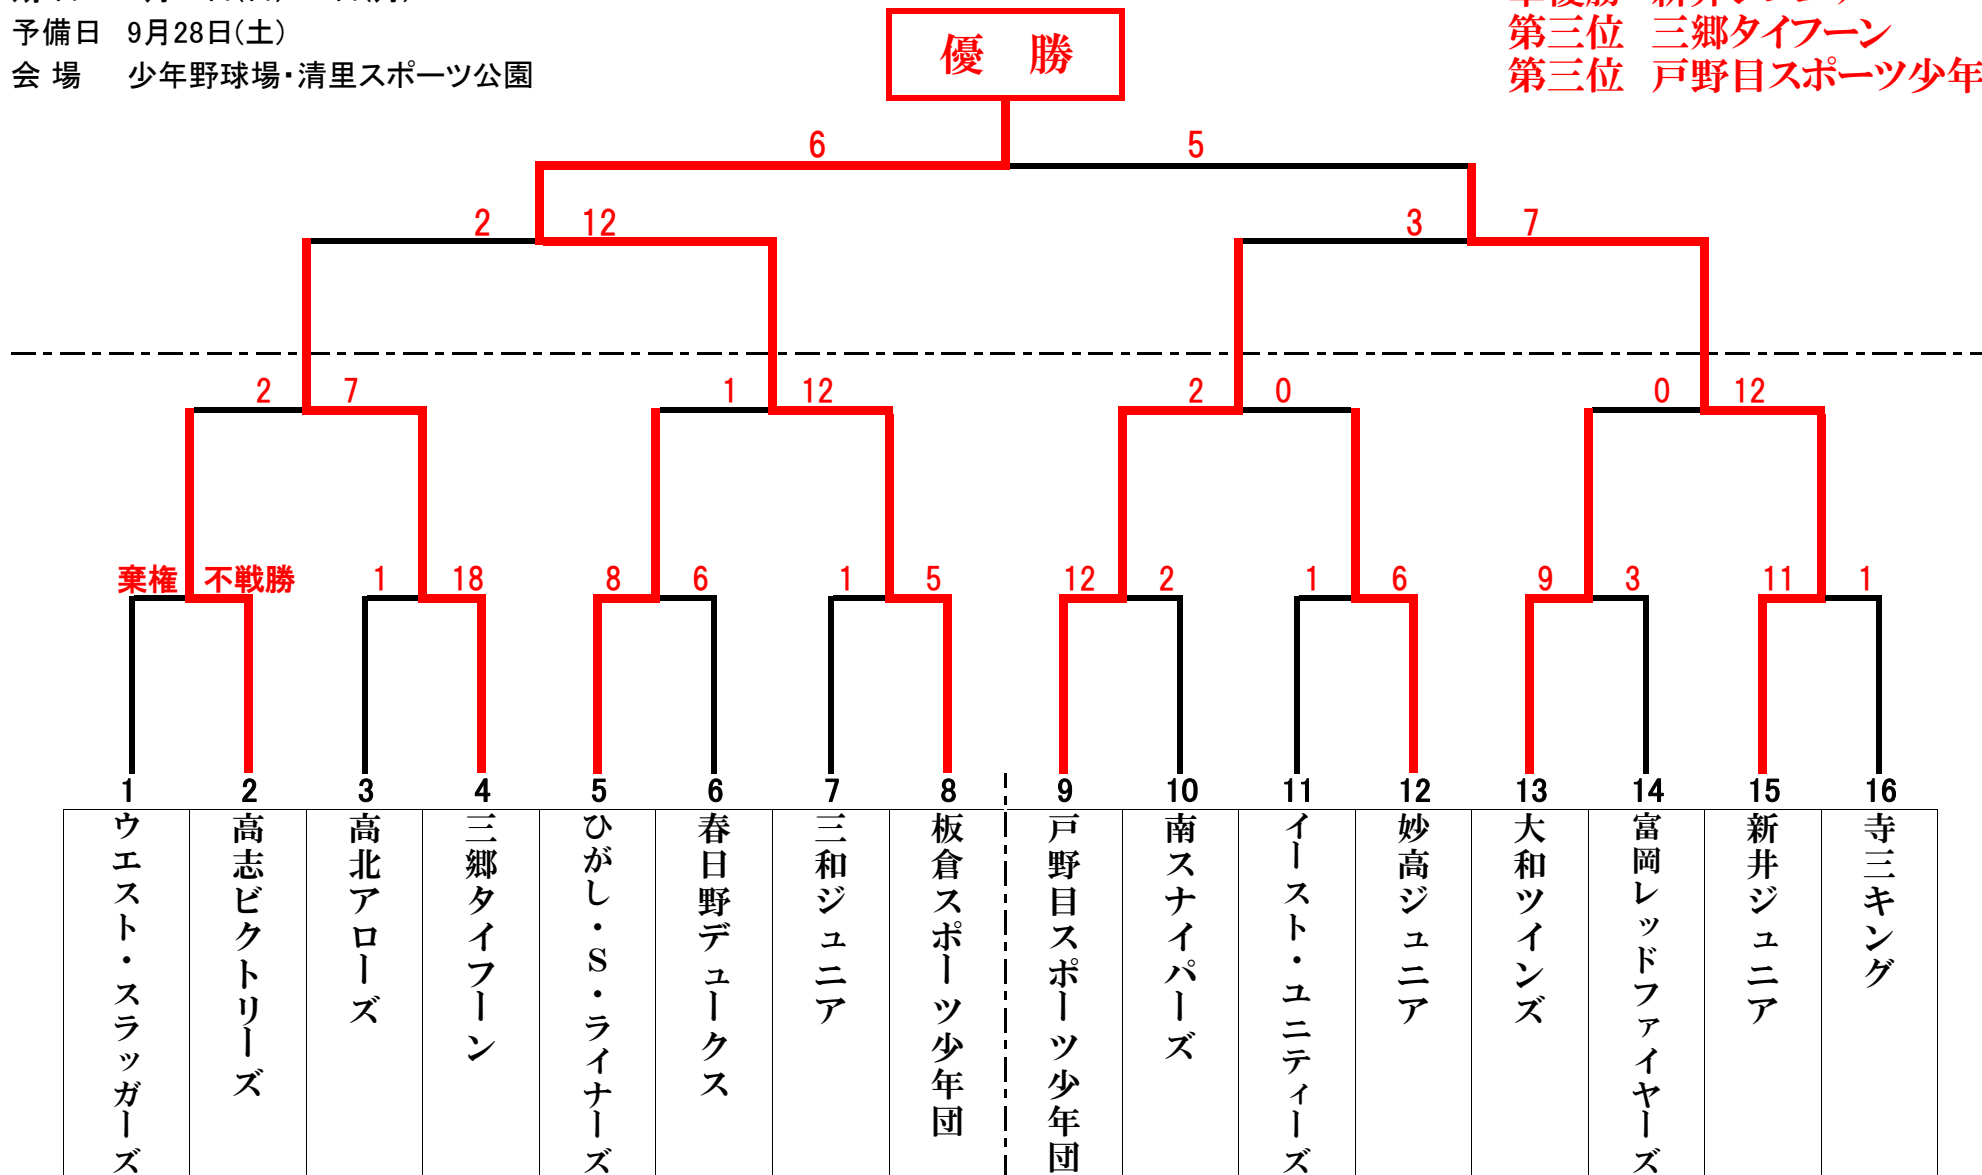 予備日 9月28日(土)
会 場 少年野球場・清里スポーツ公園
優 勝
第三位 三郷タイフーン
第三位 戸野目スポーツ少年
6 5
2 12 3 7
2 7 1 12 2 0 0 12
棄権 不戦勝 1 18 8 6 1 5 12 2 1 6 9 3 11 1
1 2 3 4 5 6 7 8 9 10 11 12 13 14 15 16
ウエスト・スラッガーズ
高志ビクトリーズ
高北アローズ
三郷タイフーン
ひがし・S・ライナーズ
春日野デュークス
三和ジュニア
板倉スポーツ少年団
戸野目スポーツ少年団
南スナイパーズ
イースト・ユニティーズ
妙高ジュニア
大和ツインズ
富岡レッドファイヤーズ
新井ジュニア
寺三キング